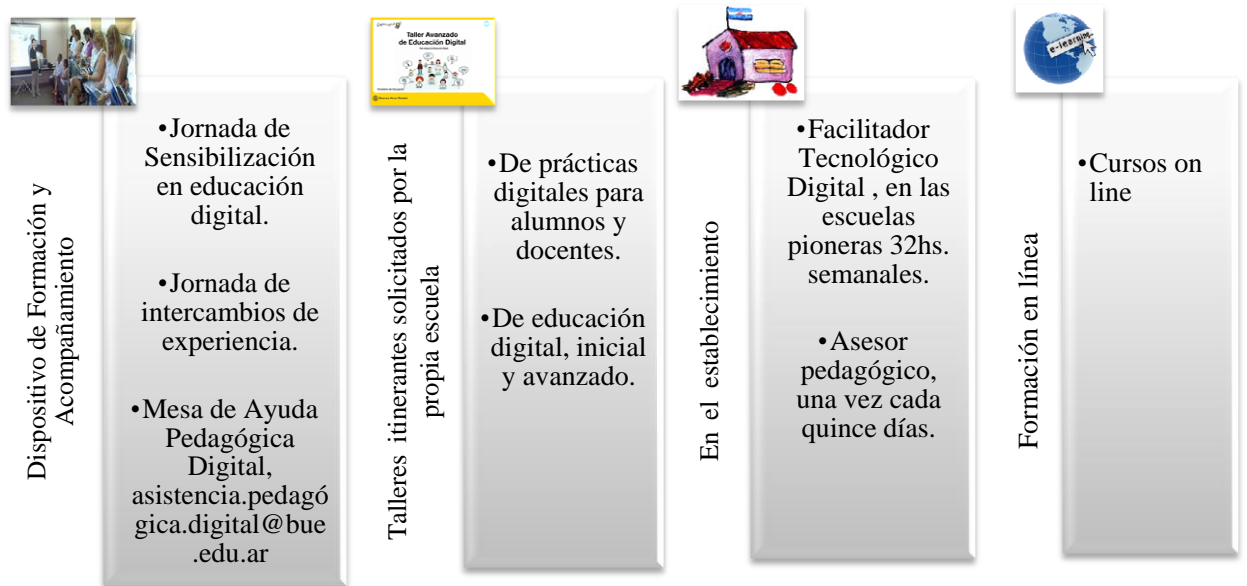 Taller Avanzado
de Educación Digital
e-learning
Dispositivo de Formación y
Acompañamiento
•Jornada de
Sensibilización
en educación
digital.
•Jornada de
intercambios de
experiencia.
•Mesa de Ayuda
Pedagógica
Digital,
asistencia.pedagó
gica.digital@bue
.edu.ar
Talleres itinerantes solicitados por la
propia escuela
•De prácticas
digitales para
alumnos y
docentes.
•De educación
digital, inicial
y avanzado.
En el establecimiento
•Facilitador
Tecnológico
Digital , en las
escuelas
pioneras 32hs.
semanales.
•Asesor
pedagógico,
una vez cada
quince días.
Formación en línea
•Cursos on
line